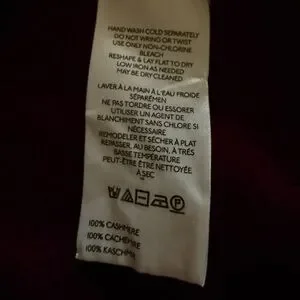 HAND WASH COLD SEPARATELY
DO NOT WRING OR TWIST
USE ONLY NON-CHLORINE
BLEACH
RESHAPE & LAY FLAT TO DRY
LOW IRON AS NEEDED
MAY BE DRY CLEANED
LAVER À LA MAIN À L'EAU FROIDE
SÉPARÉMEN
NE PAS TORDRE OU ESSORER
UTILISER UN AGENT DE
BLANCHIMENT SANS CHLORE SI
NÉCESSAIRE
REMODELER ET SÉCHER À PLAT
REPASSER, AU BESOIN, À TRÉS
BASSE TEMPÉRATURE
PEUT-ÊTRE ÊTRE NETTOYÉE
À SEC
P
100% CASHMERE
100% CACHEMIRE
100% KASCHMIR